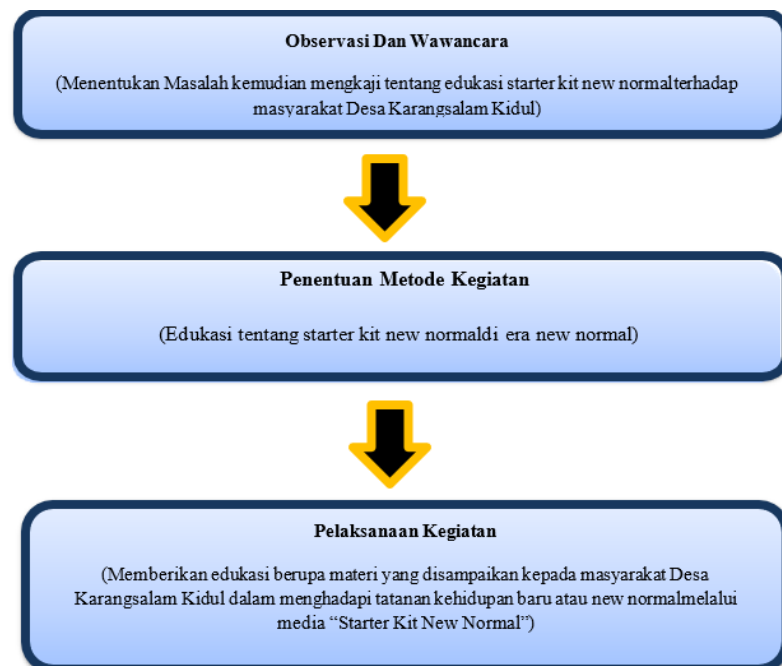 Observasi Dan Wawancara
(Menentukan Masalah kemudian mengkaji tentang edukasi starter kit new normalterhadap
masyarakat Desa Karangsalam Kidul)
Penentuan Metode Kegiatan
(Edukasi tentang starter kit new normaldi era new normal)
Pelaksanaan Kegiatan
(Memberikan edukasi berupa materi yang disampaikan kepada masyarakat Desa
Karangsalam Kidul dalam menghadapi tatanan kehidupan baru atau new normalmelalui
media “Starter Kit New Normal”)